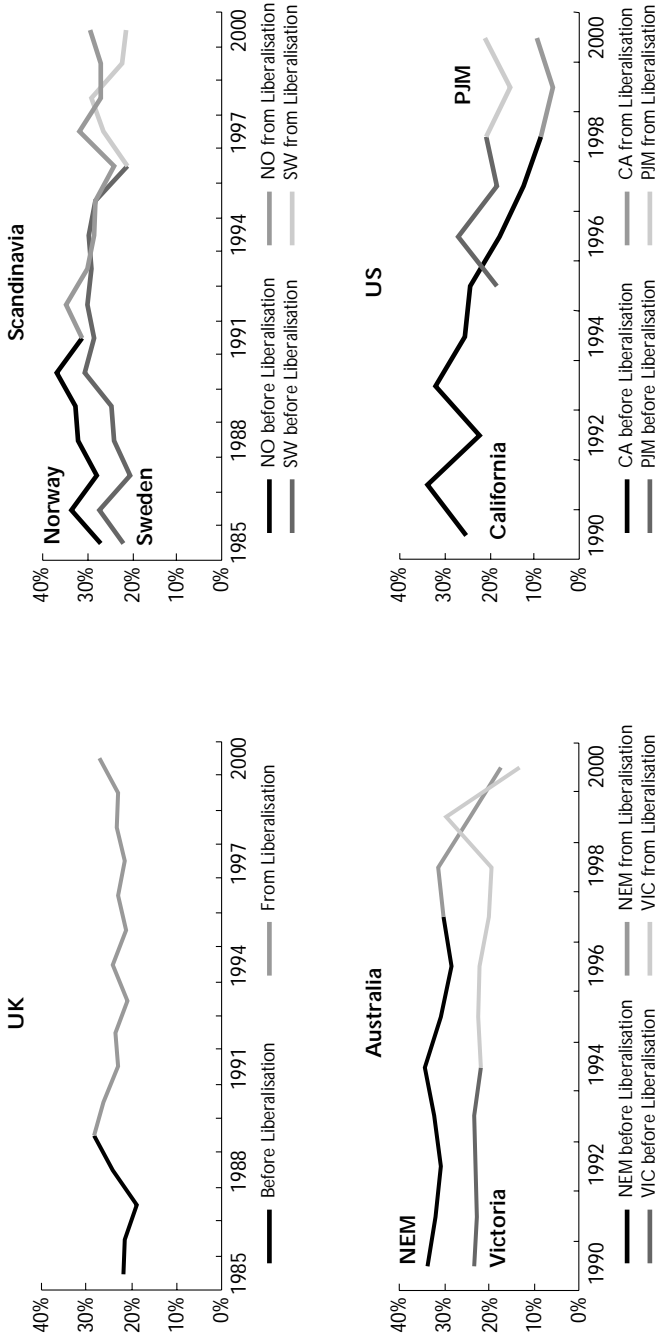 UK
40%
30%
20%
10%
0%
1985 1988 1991 1994 1997 2000
Before Liberalisation From Liberalisation
Scandinavia
40%
30%
20%
10%
0%
Norway
Sweden
1985 1988 1991 1994 1997 2000
NO before Liberalisation NO from Liberalisation
SW before Liberalisation SW from Liberalisation
Australia
40%
30%
20%
10%
0%
NEM
Victoria
1990 1992 1994 1996 1998 2000
NEM before Liberalisation NEM from Liberalisation
VIC before Liberalisation VIC from Liberalisation
US
40%
30%
20%
10%
0%
PJM
California
1990 1992 1994 1996 1998 2000
CA before Liberalisation CA from Liberalisation
PJM before Liberalisation PJM from Liberalisation